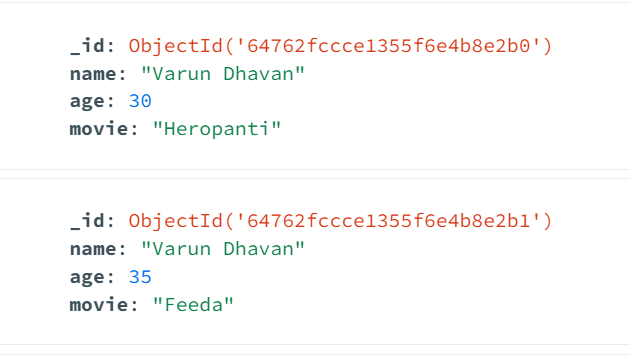 _id: ObjectId('64762fccce1355f6e4b8e2b0')
name: "Varun Dhavan"
age: 30
movie: "Heropanti"
_id: ObjectId('64762fccce1355f6e4b8e2b1')
name: "Varun Dhavan"
age: 35
movie: "Feeda"